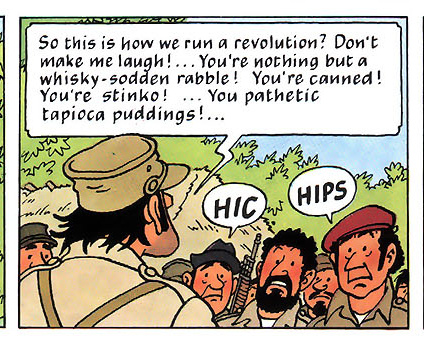 So this is how we run a revolution? Don't
make me laugh!... You're nothing but a
whisky-sodden rabble! You're canned!
You're stinko! ... You pathetic
tapioca puddings!...
HIC
HIPS